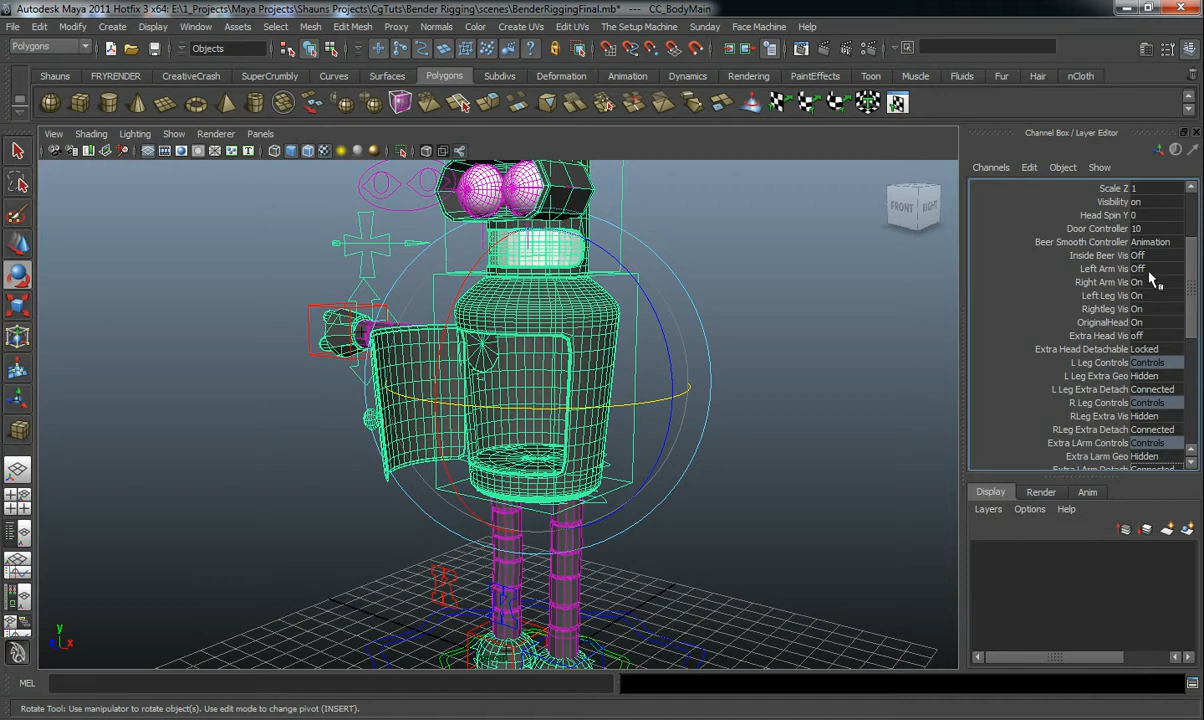 Autodesk Maya 2011 Hotfix 3 x64: E:\1_Projects\Maya Projects\Shauns Projects\CgTuts\Bender Rigging\scenes\BenderRiggingFinal.mb* --- CC_BodyMain
File Edit Modify Create Display Window Assets Select Mesh Edit Mesh Proxy Normals Color Create UVs Edit UVs The Setup Machine Sunday Face Machine Help
Polygons Objects
Shauns FRYRENDER CreativeCrash SuperCrumbly Curves Surfaces Polygons Subdivs Deformation Animation Dynamics Rendering PaintEffects Toon Muscle Fluids Fur Hair nCloth
View Shading Lighting Show Renderer Panels
Channel Box / Layer Editor
Channels Edit Object Show
Scale Z 1
Visibility on
Head Spin Y 0
Door Controller 10
Beer Smooth Controller Animation
Inside Beer Vis Off
Left Arm Vis Off
Right Arm Vis On
Left Leg Vis On
Rightleg Vis On
OriginalHead On
Extra Head Vis off
Extra Head Detachable Locked
L Leg Controls Controls
L Leg Extra Geo Hidden
L Leg Extra Detach Connected
R Leg Controls Controls
RLeg Extra Vis Hidden
RLeg Extra Detach Connected
Extra LArm Controls Controls
Extra Larm Geo Hidden
Extra LArm Detach Connected
FRONT RIGHT
Display Render Anim
Layers Options Help
y
z x
MEL
Rotate Tool: Use manipulator to rotate object(s). Use edit mode to change pivot (INSERT).